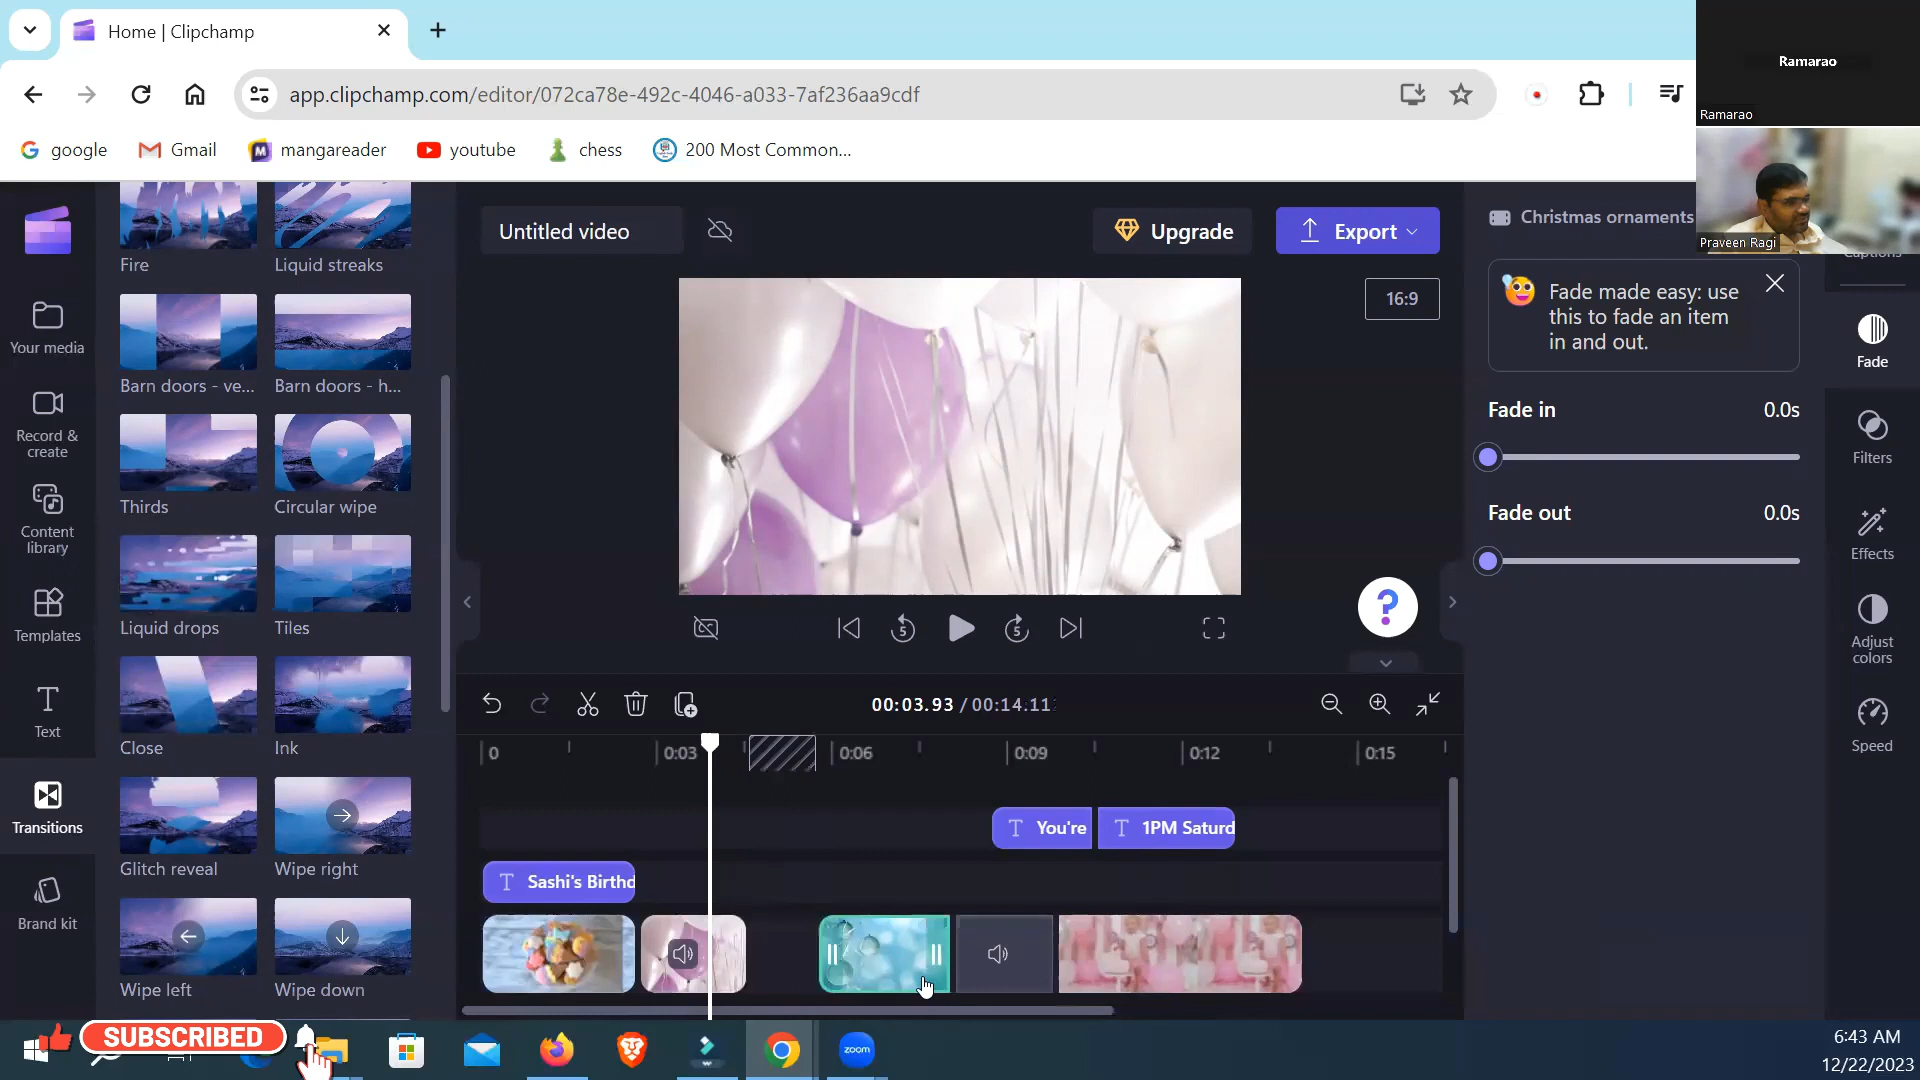 Home | Clipchamp
app.clipchamp.com/editor/072ca78e-492c-4046-a033-7af236aa9cdf
google
Gmail
mangareader
youtube
chess
200 Most Common...
Ramarao
Ramarao
Praveen Ragi
Your media
Record &
create
Content
library
Templates
Text
Transitions
Brand kit
Fire
Liquid streaks
Barn doors - ve...
Barn doors - h...
Thirds
Circular wipe
Liquid drops
Tiles
Close
Ink
Glitch reveal
Wipe right
Wipe left
Wipe down
Untitled video
Upgrade
Export
16:9
5
5
?
00:03.93 / 00:14.11
0
0:03
0:06
0:09
0:12
0:15
T You're
T 1PM Saturd
T Sashi's Birthd
Christmas ornaments
Fade made easy: use
this to fade an item
in and out.
Fade in 0.0s
Fade out 0.0s
Captions
Fade
Filters
Effects
Adjust
colors
Speed
SUBSCRIBED
zoom
6:43 AM
12/22/2023